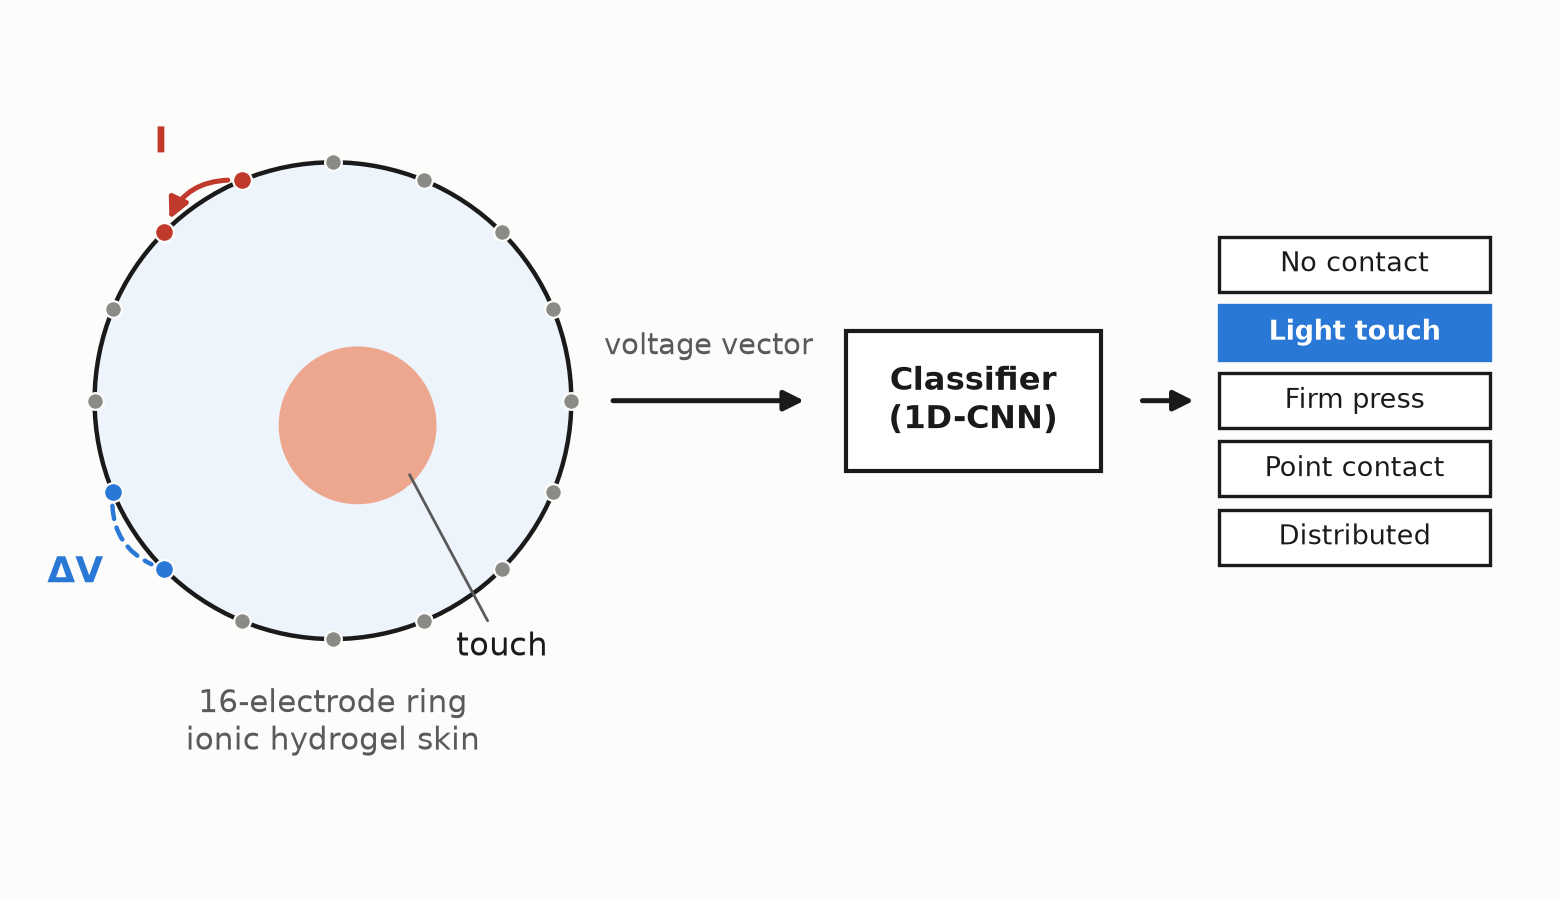 I
ΔV
touch
16-electrode ring
ionic hydrogel skin
voltage vector
Classifier
(1D-CNN)
No contact
Light touch
Firm press
Point contact
Distributed